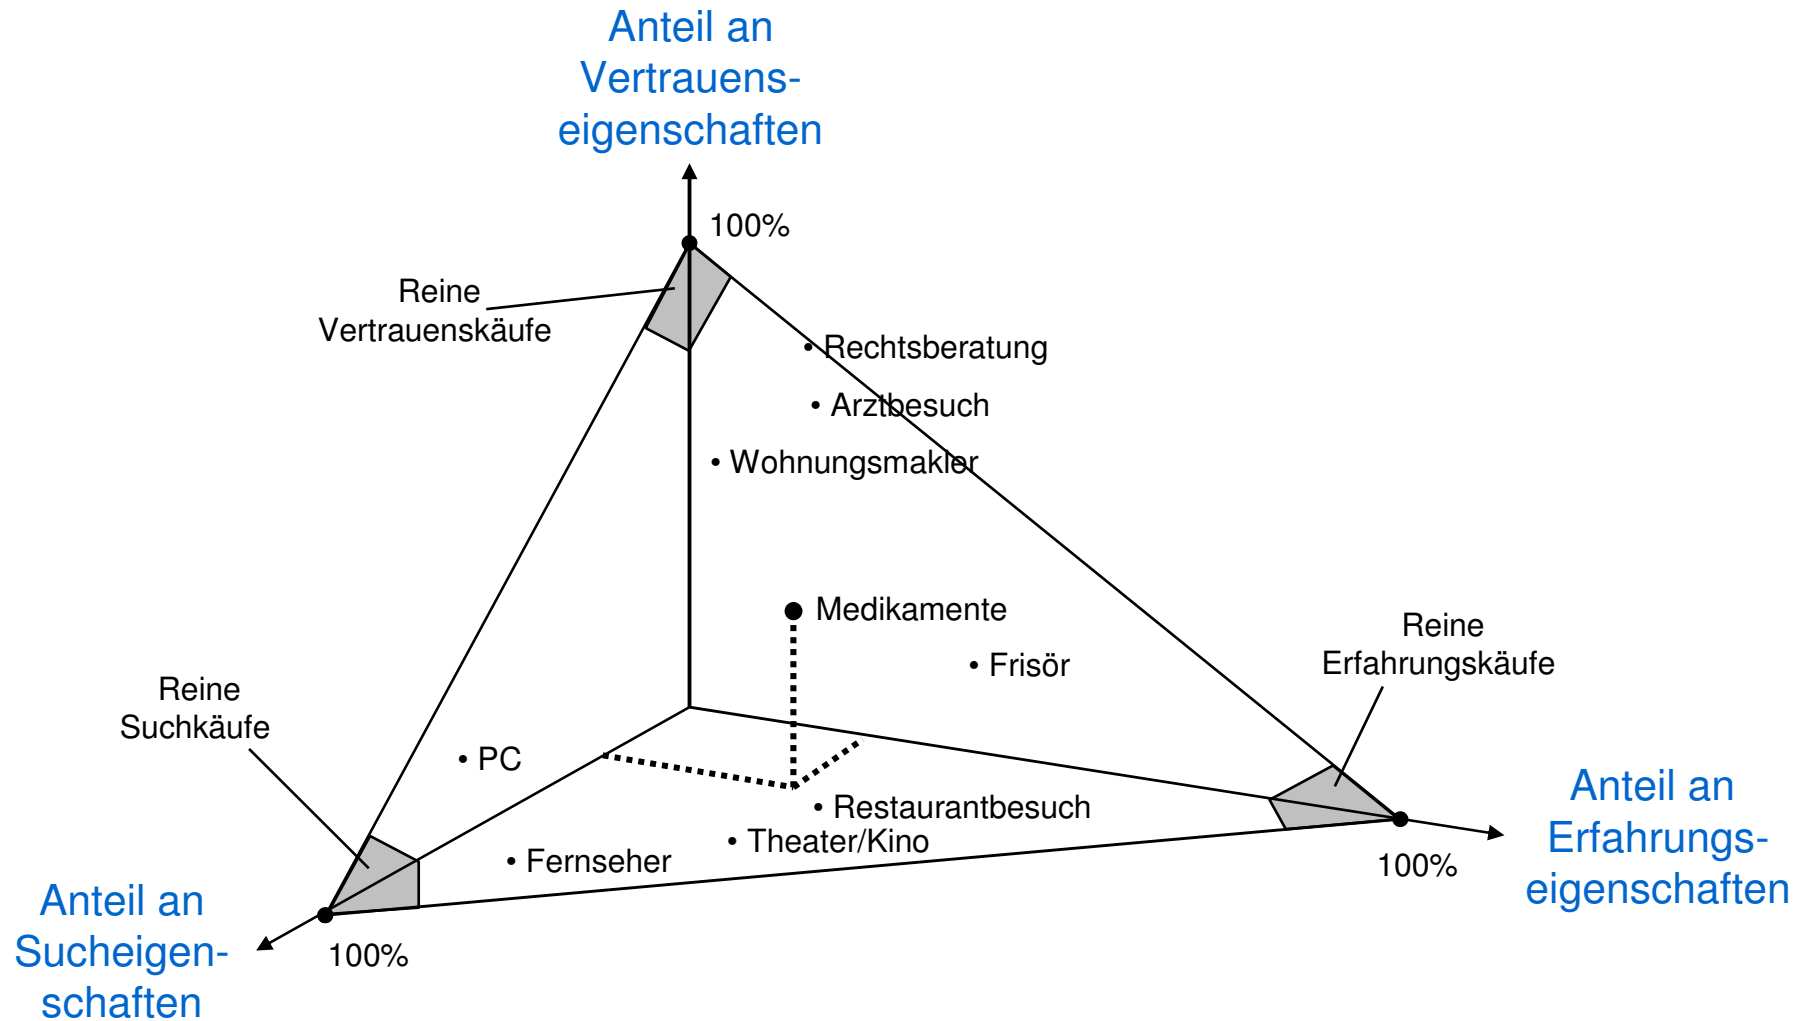 Anteil an
Vertrauens-
eigenschaften
100%
Reine
Vertrauenskäufe
• Rechtsberatung
• Arztbesuch
• Wohnungsmakler
Medikamente
• Frisör
Reine
Erfahrungskäufe
Reine
Suchkäufe
• PC
• Restaurantbesuch
• Theater/Kino
• Fernseher
Anteil an
Erfahrungs-
eigenschaften
100%
Anteil an
Sucheigen-
schaften
100%